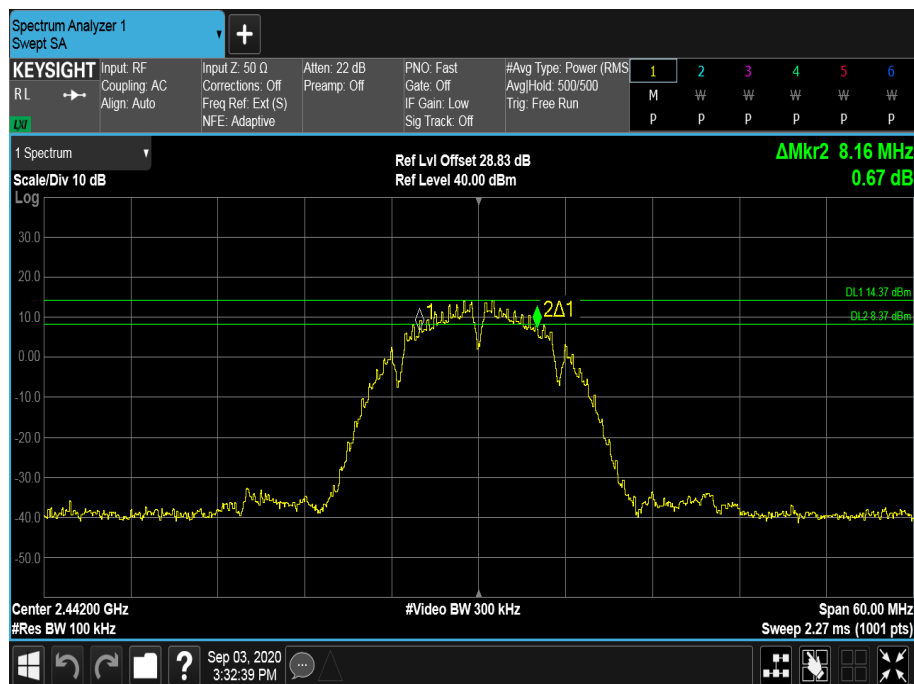 Spectrum Analyzer 1
Swept SA
+
KEYSIGHT
RL
LXI
Input: RF
Coupling: AC
Align: Auto
Input Z: 50 Ω
Corrections: Off
Freq Ref: Ext (S)
NFE: Adaptive
Atten: 22 dB
Preamp: Off
PNO: Fast
Gate: Off
IF Gain: Low
Sig Track: Off
#Avg Type: Power (RMS
Avg|Hold: 500/500
Trig: Free Run
1 2 3 4 5 6
M W W W W W
P P P P P P
1 Spectrum
Scale/Div 10 dB
Ref Lvl Offset 28.83 dB
Ref Level 40.00 dBm
ΔMkr2 8.16 MHz
0.67 dB
Log
30.0
20.0
DL1 14.37 dBm
10.0
1
2Δ1
DL2 8.37 dBm
0.00
-10.0
-20.0
-30.0
-40.0
-50.0
Center 2.44200 GHz
#Video BW 300 kHz
Span 60.00 MHz
#Res BW 100 kHz
Sweep 2.27 ms (1001 pts)
?
Sep 03, 2020
3:32:39 PM